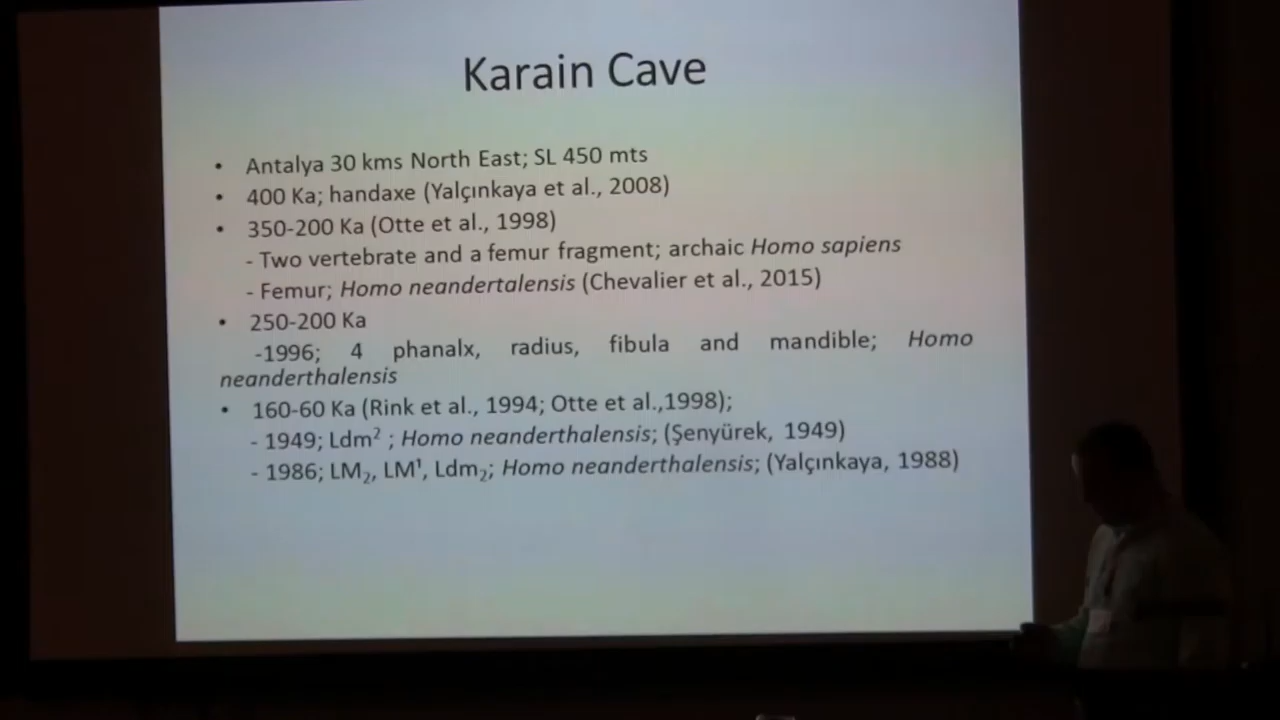 Karain Cave
• Antalya 30 kms North East; SL 450 mts
• 400 Ka; handaxe (Yalçınkaya et al., 2008)
• 350-200 Ka (Otte et al., 1998)
- Two vertebrate and a femur fragment; archaic Homo sapiens
- Femur; Homo neandertalensis (Chevalier et al., 2015)
• 250-200 Ka
-1996; 4 phanalx, radius, fibula and mandible; Homo
neanderthalensis
• 160-60 Ka (Rink et al., 1994; Otte et al.,1998);
- 1949; Ldm² ; Homo neanderthalensis; (Şenyürek, 1949)
- 1986; LM₂, LM¹, Ldm₂; Homo neanderthalensis; (Yalçınkaya, 1988)